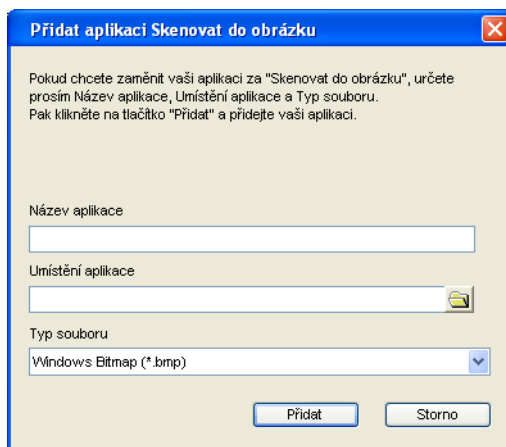 Přidat aplikaci Skenovat do obrázku
Pokud chcete zaměnit vaši aplikaci za "Skenovat do obrázku", určete
prosím Název aplikace, Umístění aplikace a Typ souboru.
Pak klikněte na tlačítko "Přidat" a přidejte vaši aplikaci.
Název aplikace
Umístění aplikace
Typ souboru
Windows Bitmap (*.bmp)
Přidat Storno